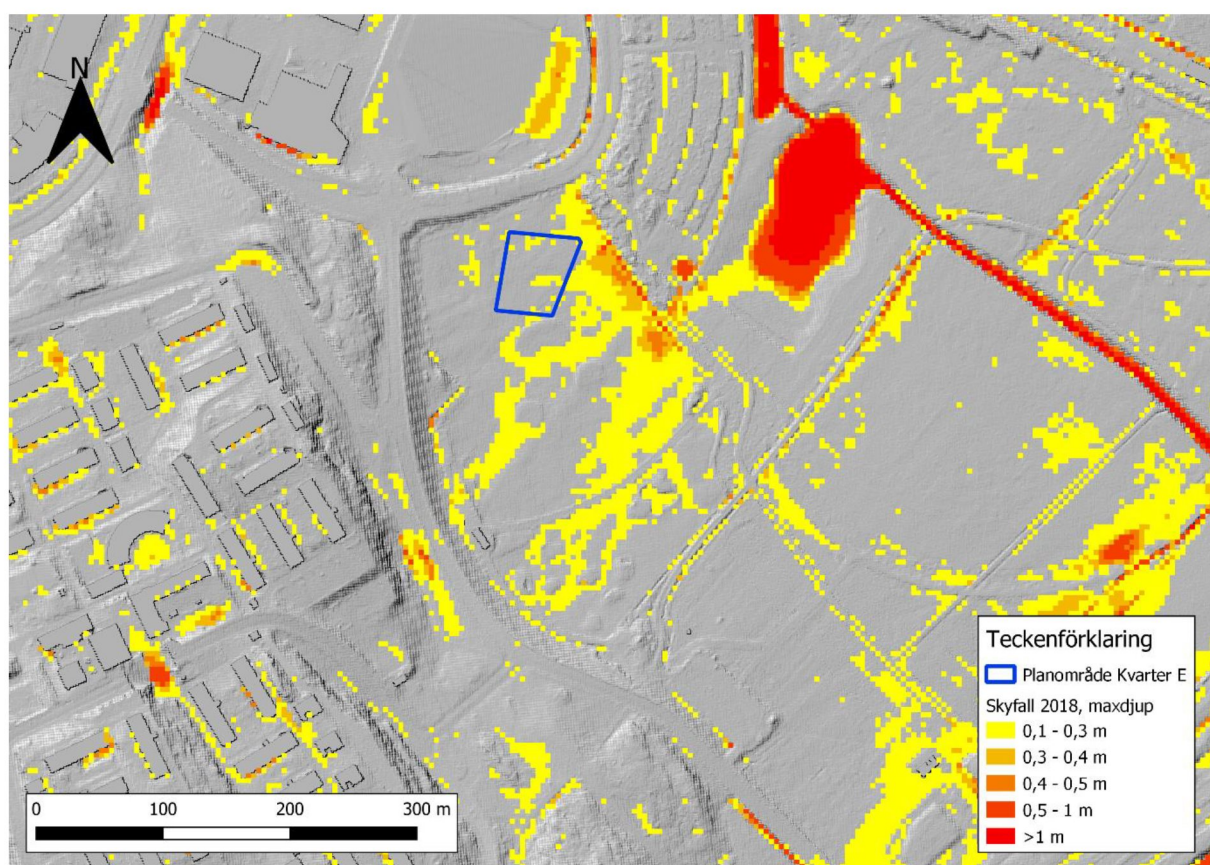 N
Teckenförklaring
Planområde Kvarter E
Skyfall 2018, maxdjup
0,1 - 0,3 m
0,3 - 0,4 m
0,4 - 0,5 m
0,5 - 1 m
>1 m
0 100 200 300 m